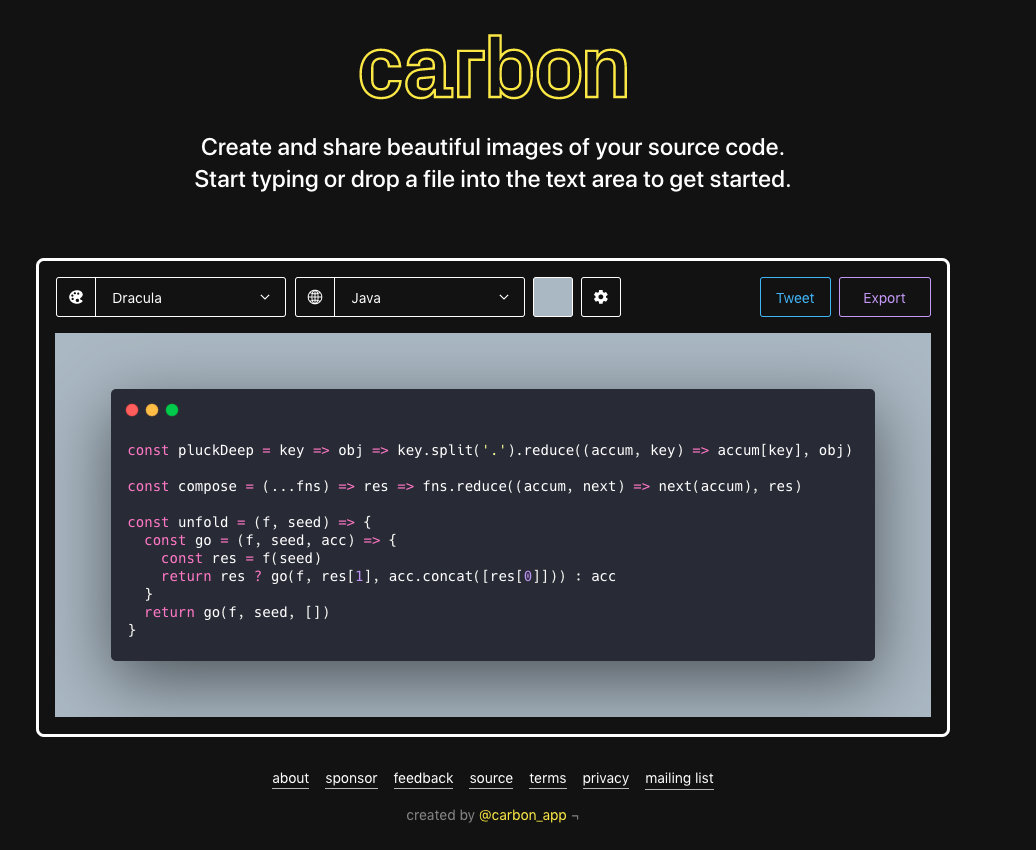 carbon
Create and share beautiful images of your source code.
Start typing or drop a file into the text area to get started.
Dracula
Java
Tweet
Export
const pluckDeep = key => obj => key.split('.').reduce((accum, key) => accum[key], obj)
const compose = (...fns) => res => fns.reduce((accum, next) => next(accum), res)
const unfold = (f, seed) => {
  const go = (f, seed, acc) => {
    const res = f(seed)
    return res ? go(f, res[1], acc.concat([res[0]])) : acc
  }
  return go(f, seed, [])
}
about sponsor feedback source terms privacy mailing list
created by @carbon_app ¬